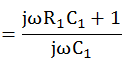 = (jωR₁C₁ + 1) / (jωC₁)